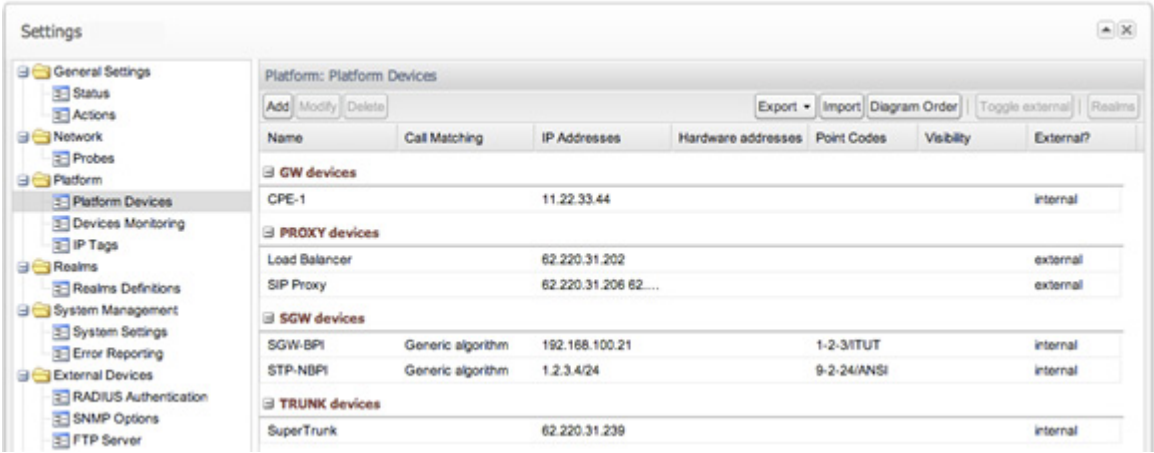 Settings
General Settings
Status
Actions
Network
Probes
Platform
Platform Devices
Devices Monitoring
IP Tags
Realms
Realms Definitions
System Management
System Settings
Error Reporting
External Devices
RADIUS Authentication
SNMP Options
FTP Server
Platform: Platform Devices
Add Modify Delete Export Import Diagram Order Toggle external Realms
Name Call Matching IP Addresses Hardware addresses Point Codes Visibility External?
GW devices
CPE-1 11.22.33.44 internal
PROXY devices
Load Balancer 62.220.31.202 external
SIP Proxy 62.220.31.206 62.... external
SGW devices
SGW-BPI Generic algorithm 192.168.100.21 1-2-3/ITUT internal
STP-NBPI Generic algorithm 1.2.3.4/24 9-2-24/ANSI internal
TRUNK devices
SuperTrunk 62.220.31.239 internal